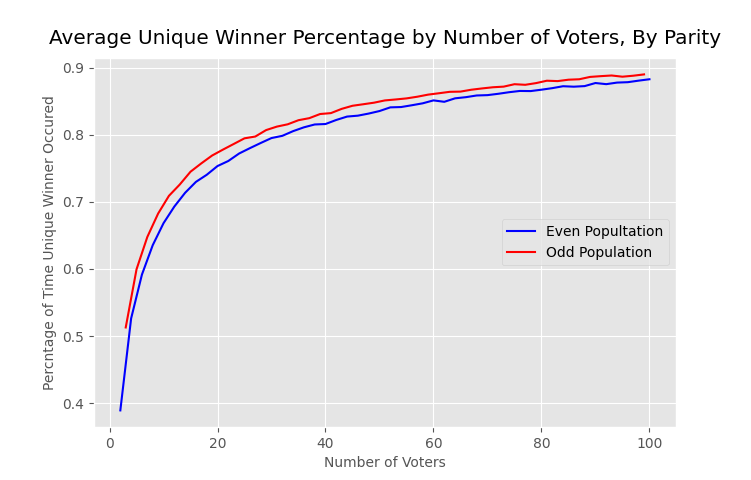 Average Unique Winner Percentage by Number of Voters, By Parity
Percntage of Time Unique Winner Occured
0.9
0.8
0.7
0.6
0.5
0.4
Even Popultation
Odd Population
0 20 40 60 80 100
Number of Voters